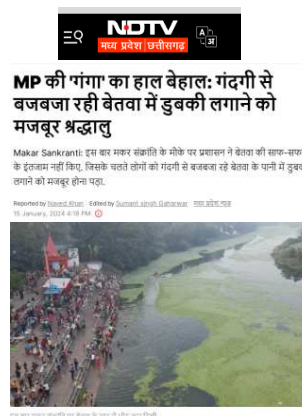 NDTV
मध्य प्रदेश|छत्तीसगढ़
MP की 'गंगा' का हाल बेहाल: गंदगी से
बजबजा रही बेतवा में डुबकी लगाने को
मजबूर श्रद्धालु
Makar Sankranti: इस बार मकर संक्रांति के मौके पर प्रशासन ने बेतवा की साफ-सफ
के इंतजाम नहीं किए, जिसके चलते लोगों को गंदगी से बजबजा रहे बेतवा के पानी में डुब
लगाने को मजबूर होना पड़ा.
Reported by Naved Khan Edited by Sumant singh Gaharwar मध्य प्रदेश न्यूज़
15 January, 2024 4:18 PM